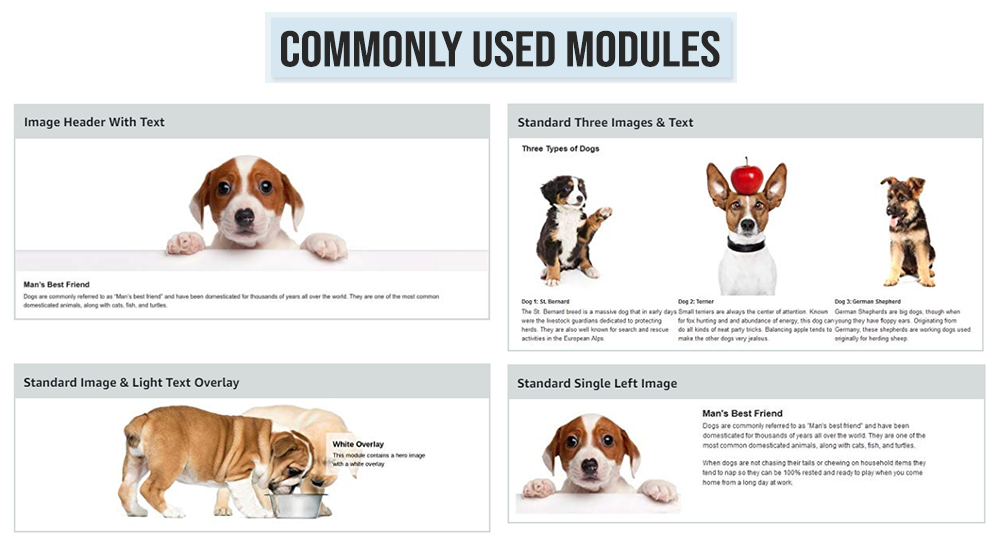 COMMONLY USED MODULES
Image Header With Text
Man's Best Friend
Dogs are commonly referred to as "Man's best friend" and have been domesticated for thousands of years all over the world. They are one of the most common
domesticated animals, along with cats, fish, and turtles.
Standard Three Images & Text
Three Types of Dogs
Dog 1: St. Bernard
The St. Bernard breed is a massive dog that in early days
were the livestock guardians dedicated to protecting
herds. They are also well known for search and rescue
activities in the European Alps.
Dog 2: Terrier
Small terriers are always the center of attention. Known
for fox hunting and and abundance of energy, this dog can
do all kinds of neat party tricks. Balancing apple tends to
make the other dogs very jealous.
Dog 3: German Shepherd
German Shepherds are big dogs, though when
young they have floppy ears. Originating from
Germany, these shepherds are working dogs used
originally for herding sheep.
Standard Image & Light Text Overlay
White Overlay
This module contains a hero image
with a white overlay
Standard Single Left Image
Man's Best Friend
Dogs are commonly referred to as "Man's best friend" and have been
domesticated for thousands of years all over the world. They are one of the
most common domesticated animals, along with cats, fish, and turtles.
When dogs are not chasing their tails or chewing on household items they
tend to nap so they can be 100% rested and ready to play when you come
home from a long day at work.